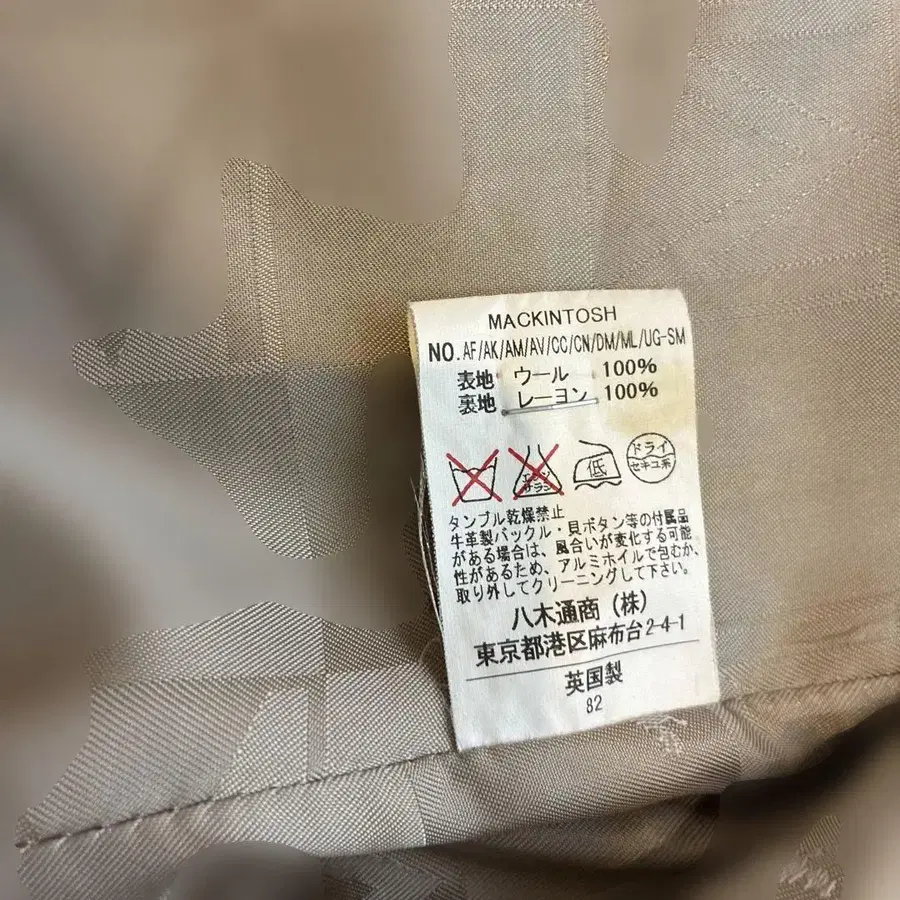 MACKINTOSH
NO. AF/AK/AM/AV/CC/CN/DM/ML/UG-SM
表地 ウール 100%
裏地 レーヨン 100%
エンソ サラシ 低 ドライ セキユ系
タンブル乾燥禁止
牛革製バックル・貝ボタン等の付属品
がある場合は、風合いが変化する可能
性があるため、アルミホイルで包むか、
取り外してクリーニングして下さい。
八木通商（株）
東京都港区麻布台2-4-1
英国製
82